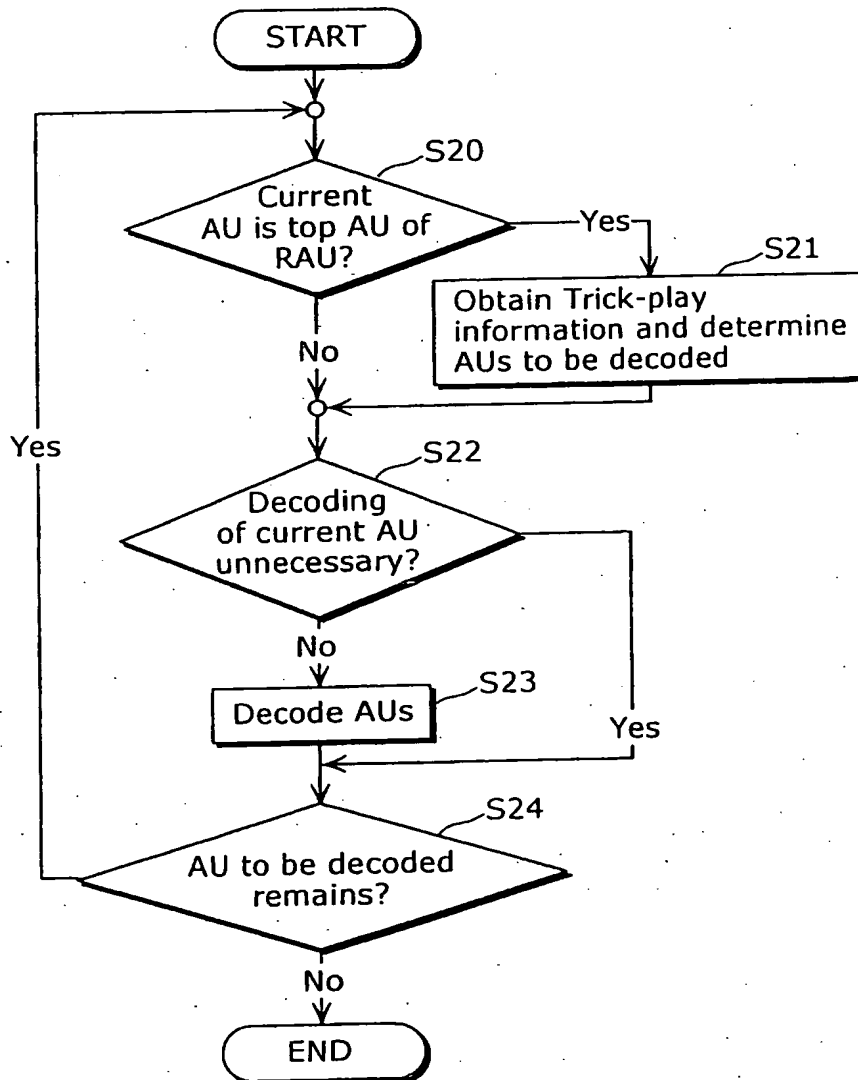 START
S20
Current
AU is top AU of
RAU?
Yes
S21
Obtain Trick-play
information and determine
AUs to be decoded
No
Yes
S22
Decoding
of current AU
unnecessary?
No
S23
Decode AUs
Yes
S24
AU to be decoded
remains?
No
END